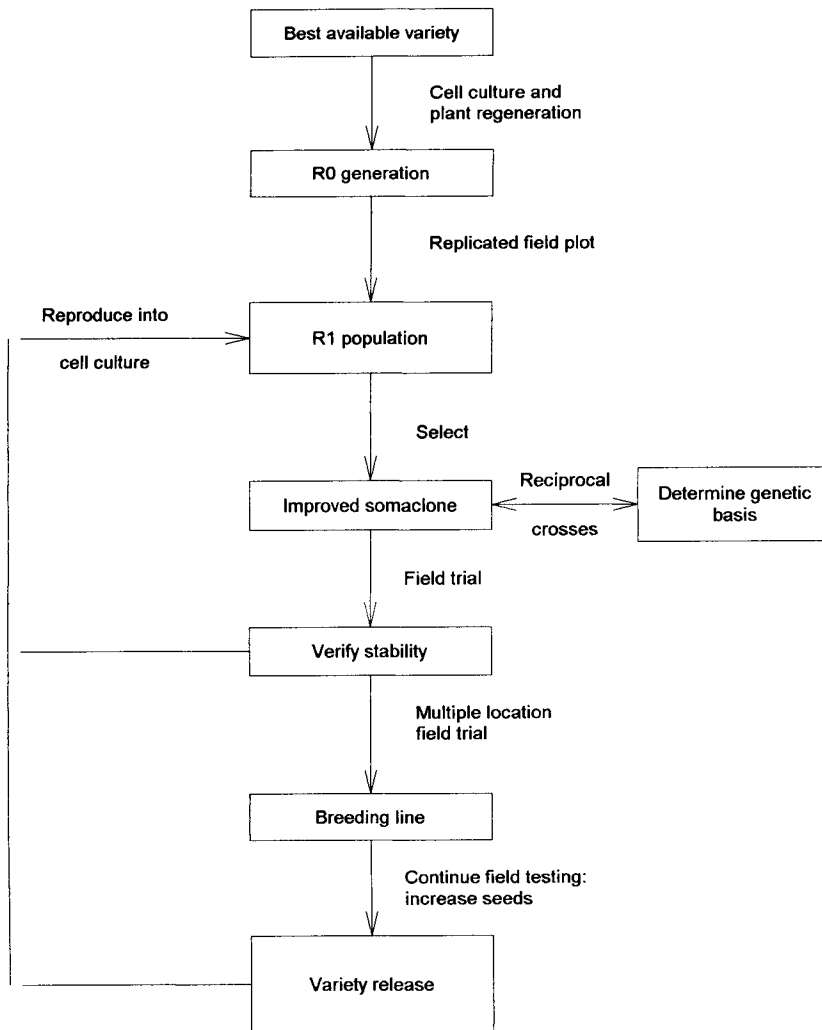 Best available variety
Cell culture and
plant regeneration
R0 generation
Replicated field plot
Reproduce into
cell culture
R1 population
Select
Improved somaclone
Reciprocal
crosses
Determine genetic
basis
Field trial
Verify stability
Multiple location
field trial
Breeding line
Continue field testing:
increase seeds
Variety release